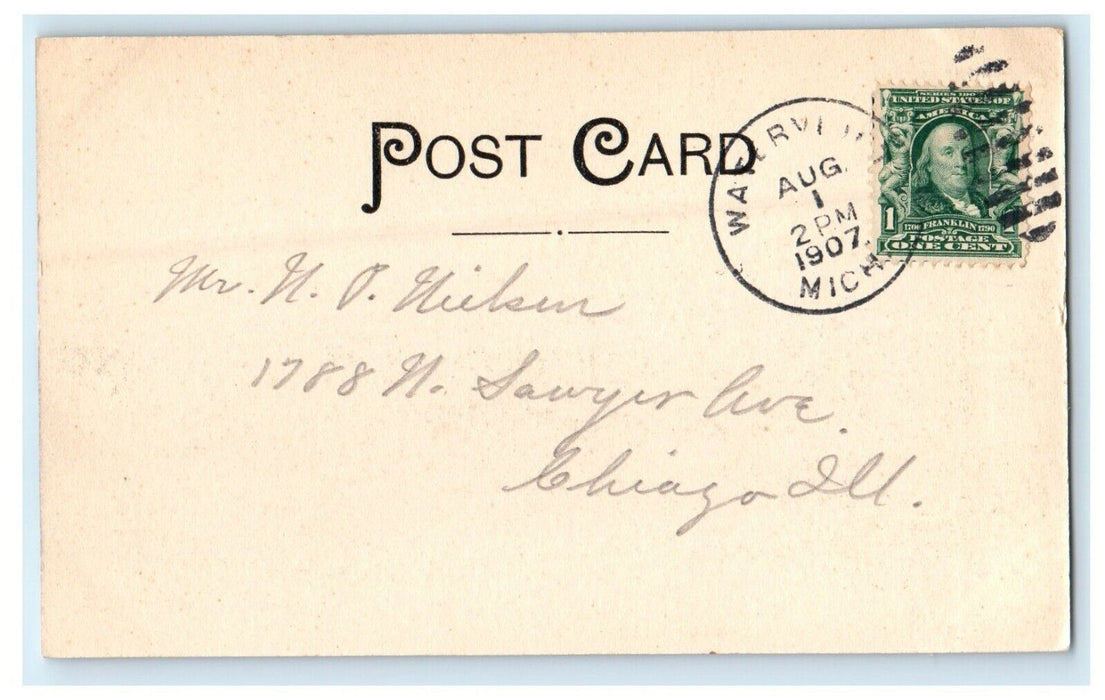 POST CARD
AUG.
1
2 PM
1907.
MICH.
SERIES 1902
UNITED STATES OF
AMERICA
1706 FRANKLIN 1790
1
POSTAGE
ONE CENT
Mr. N. P. Nielsen
1788 N. Sawyer Ave.
Chicago Ill.